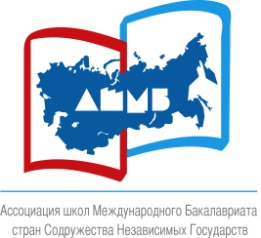 АШМБ
Ассоциация школ Международного Бакалавриата
стран Содружества Независимых Государств